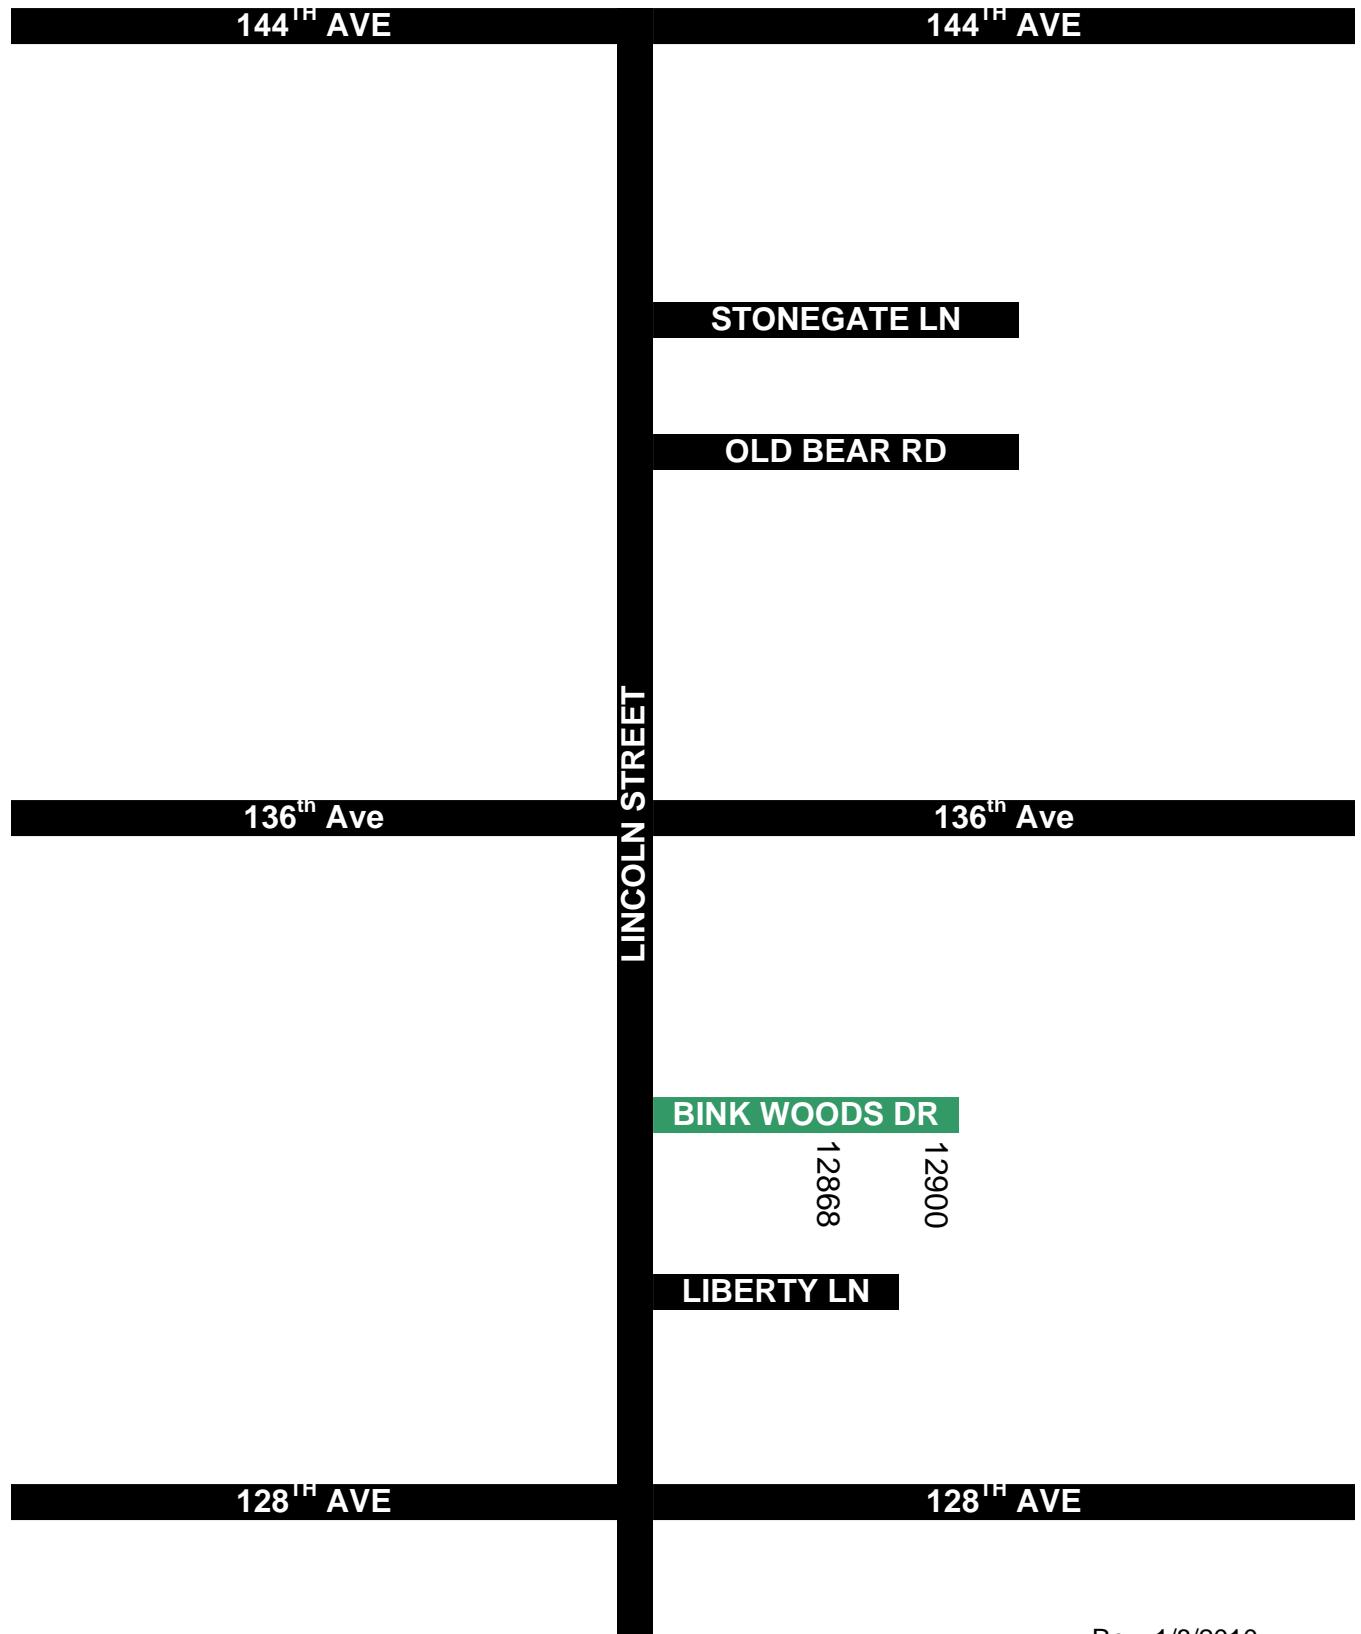 144TH AVE 144TH AVE
STONEGATE LN
OLD BEAR RD
LINCOLN STREET
136th Ave 136th Ave
BINK WOODS DR
12868 12900
LIBERTY LN
128TH AVE 128TH AVE